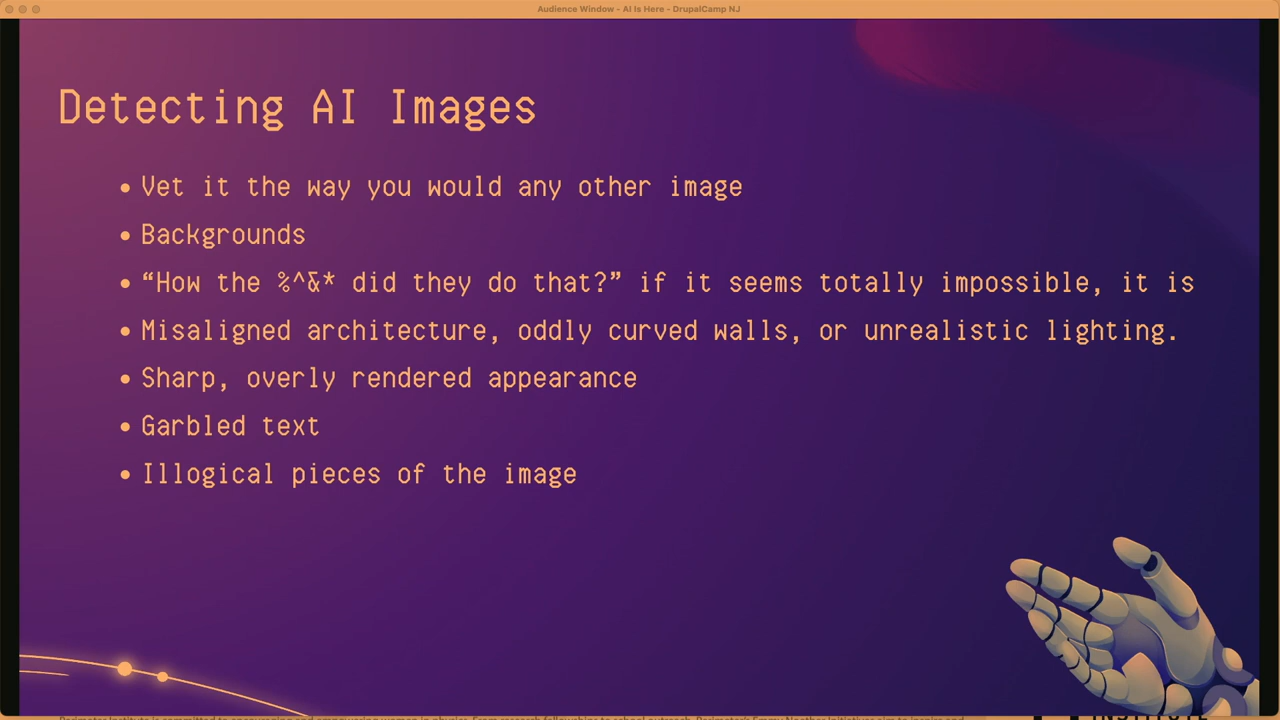 Audience Window - AI Is Here - DrupalCamp NJ
Detecting AI Images
• Vet it the way you would any other image
• Backgrounds
• “How the %^&* did they do that?” if it seems totally impossible, it is
• Misaligned architecture, oddly curved walls, or unrealistic lighting.
• Sharp, overly rendered appearance
• Garbled text
• Illogical pieces of the image